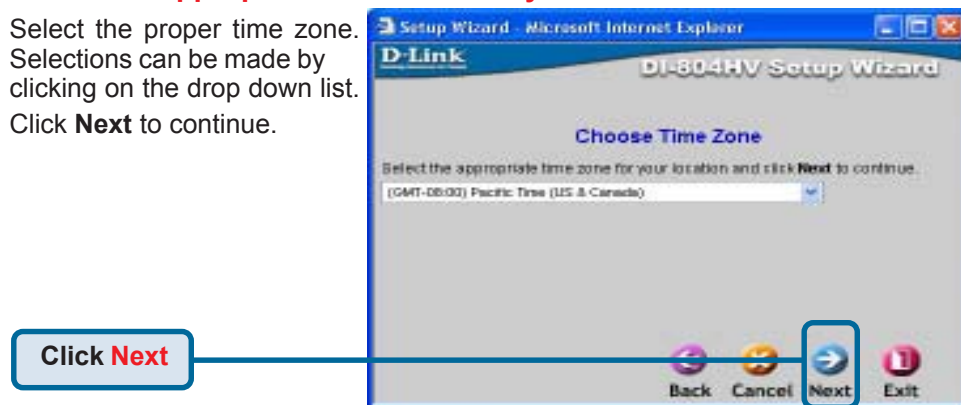 Select the proper time zone.
Selections can be made by
clicking on the drop down list.
Click Next to continue.
Setup Wizard - Microsoft Internet Explorer
D-Link
DI-804HV Setup Wizard
Choose Time Zone
Select the appropriate time zone for your location and click Next to continue.
(GMT-08:00) Pacific Time (US & Canada)
Click Next
Back Cancel Next Exit